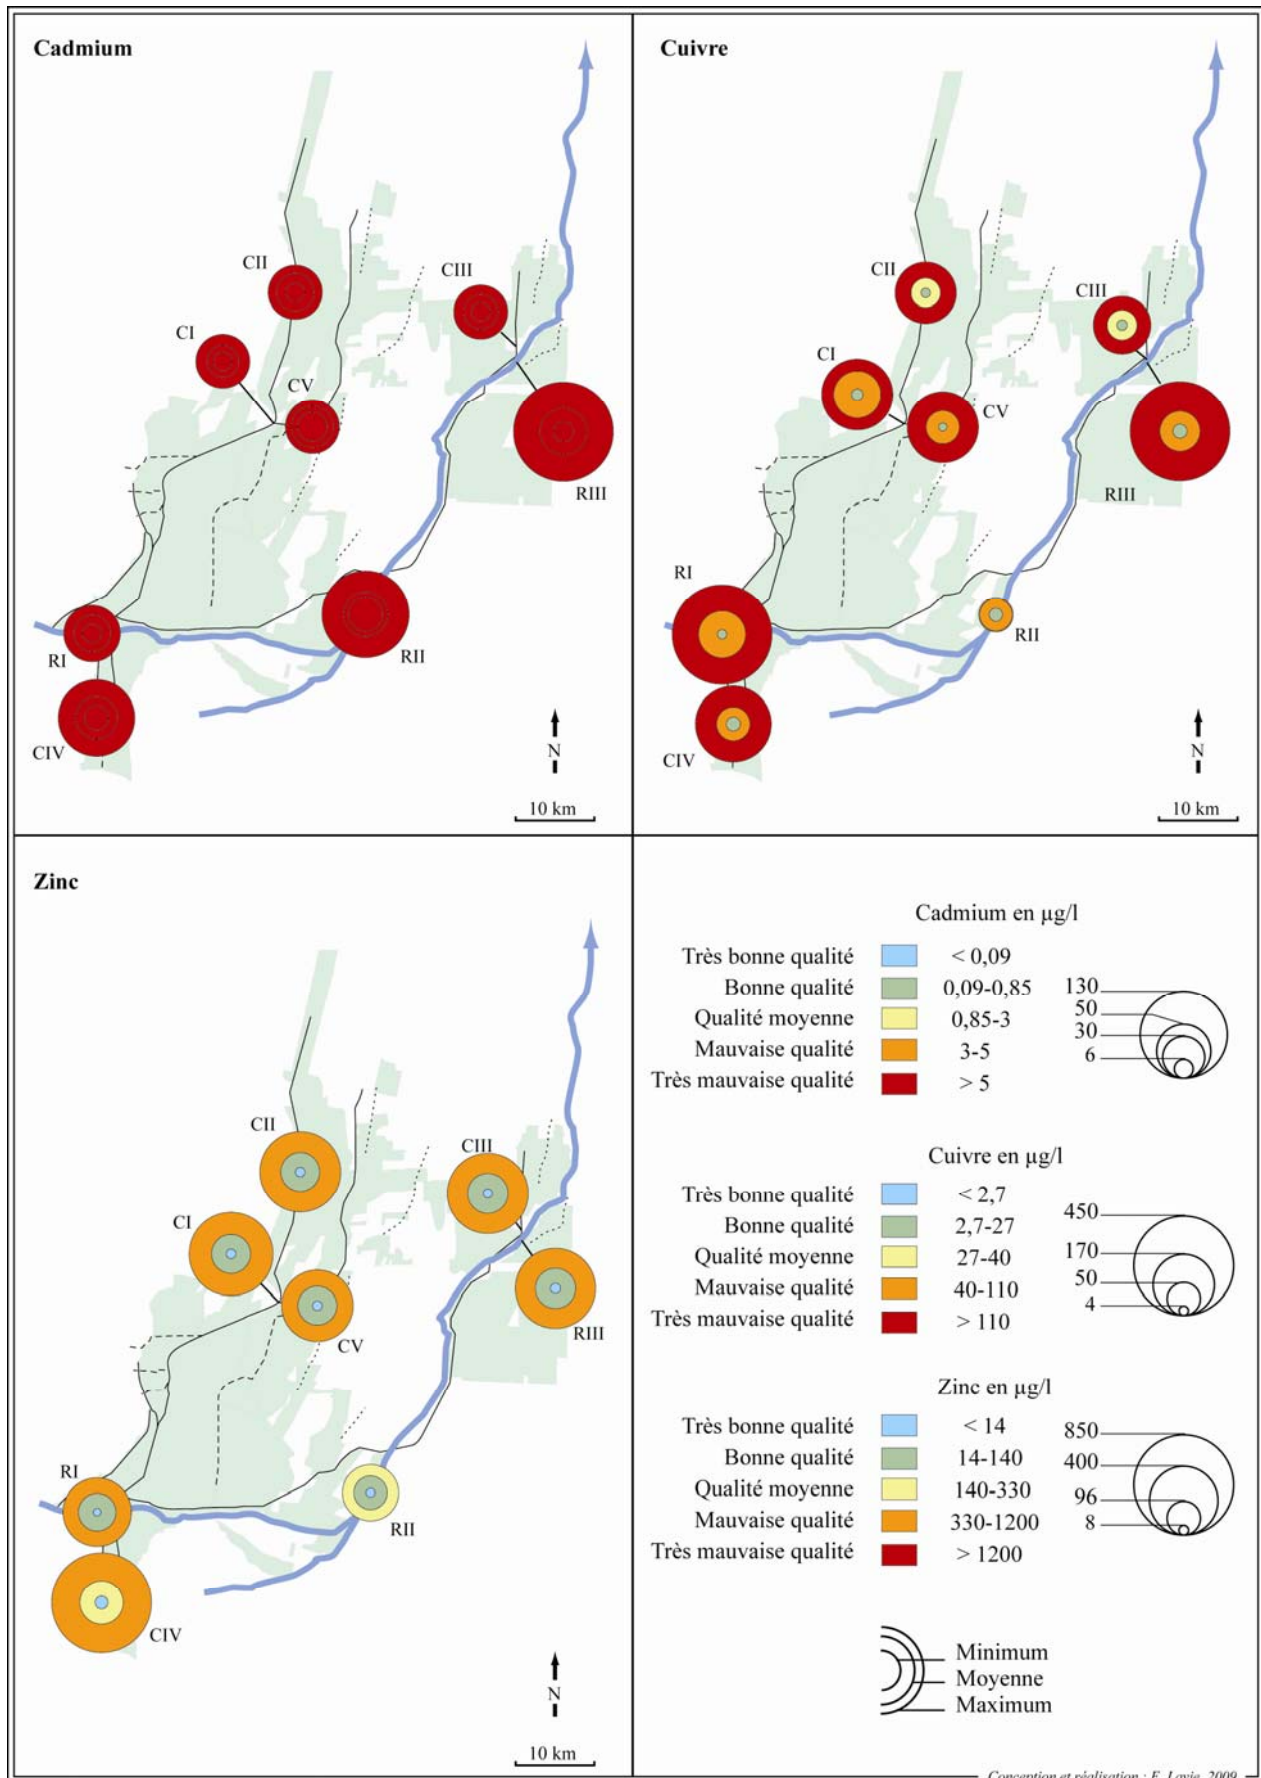 Cadmium
CII
CIII
CI
CV
RIII
RI
RII
CIV
N
10 km
Cuivre
CII
CIII
CI
CV
RIII
RI
RII
CIV
N
10 km
Zinc
CII
CIII
CI
CV
RIII
RI
RII
CIV
N
10 km
Cadmium en µg/l
Très bonne qualité < 0,09
Bonne qualité 0,09-0,85
Qualité moyenne 0,85-3
Mauvaise qualité 3-5
Très mauvaise qualité > 5
130
50
30
6
Cuivre en µg/l
Très bonne qualité < 2,7
Bonne qualité 2,7-27
Qualité moyenne 27-40
Mauvaise qualité 40-110
Très mauvaise qualité > 110
450
170
50
4
Zinc en µg/l
Très bonne qualité < 14
Bonne qualité 14-140
Qualité moyenne 140-330
Mauvaise qualité 330-1200
Très mauvaise qualité > 1200
850
400
96
8
Minimum
Moyenne
Maximum
Conception et réalisation : E. Lavie, 2009